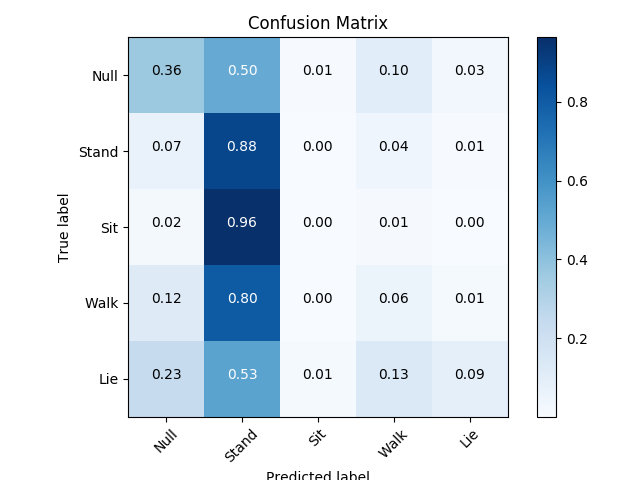 Confusion Matrix
True label
Null 0.36 0.50 0.01 0.10 0.03
Stand 0.07 0.88 0.00 0.04 0.01
Sit 0.02 0.96 0.00 0.01 0.00
Walk 0.12 0.80 0.00 0.06 0.01
Lie 0.23 0.53 0.01 0.13 0.09
Null Stand Sit Walk Lie
Predicted label
0.8
0.6
0.4
0.2